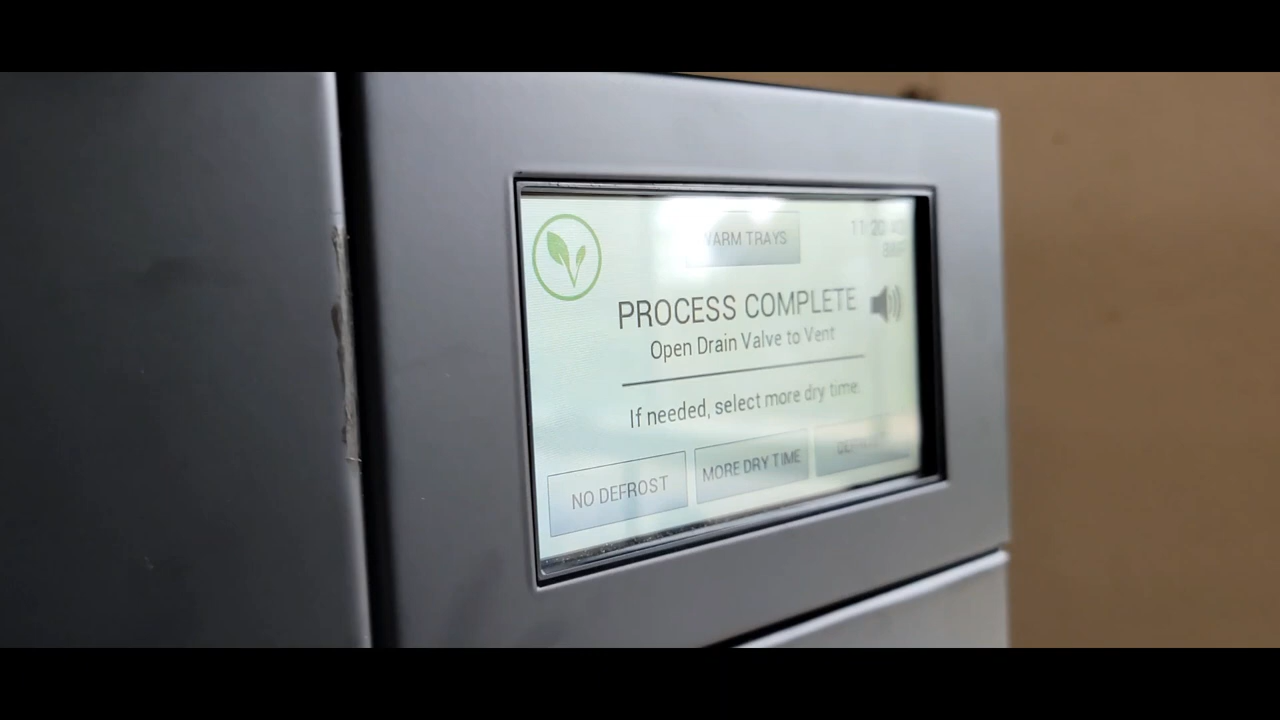 WARM TRAYS
PROCESS COMPLETE
Open Drain Valve to Vent
If needed, select more dry time.
NO DEFROST
MORE DRY TIME